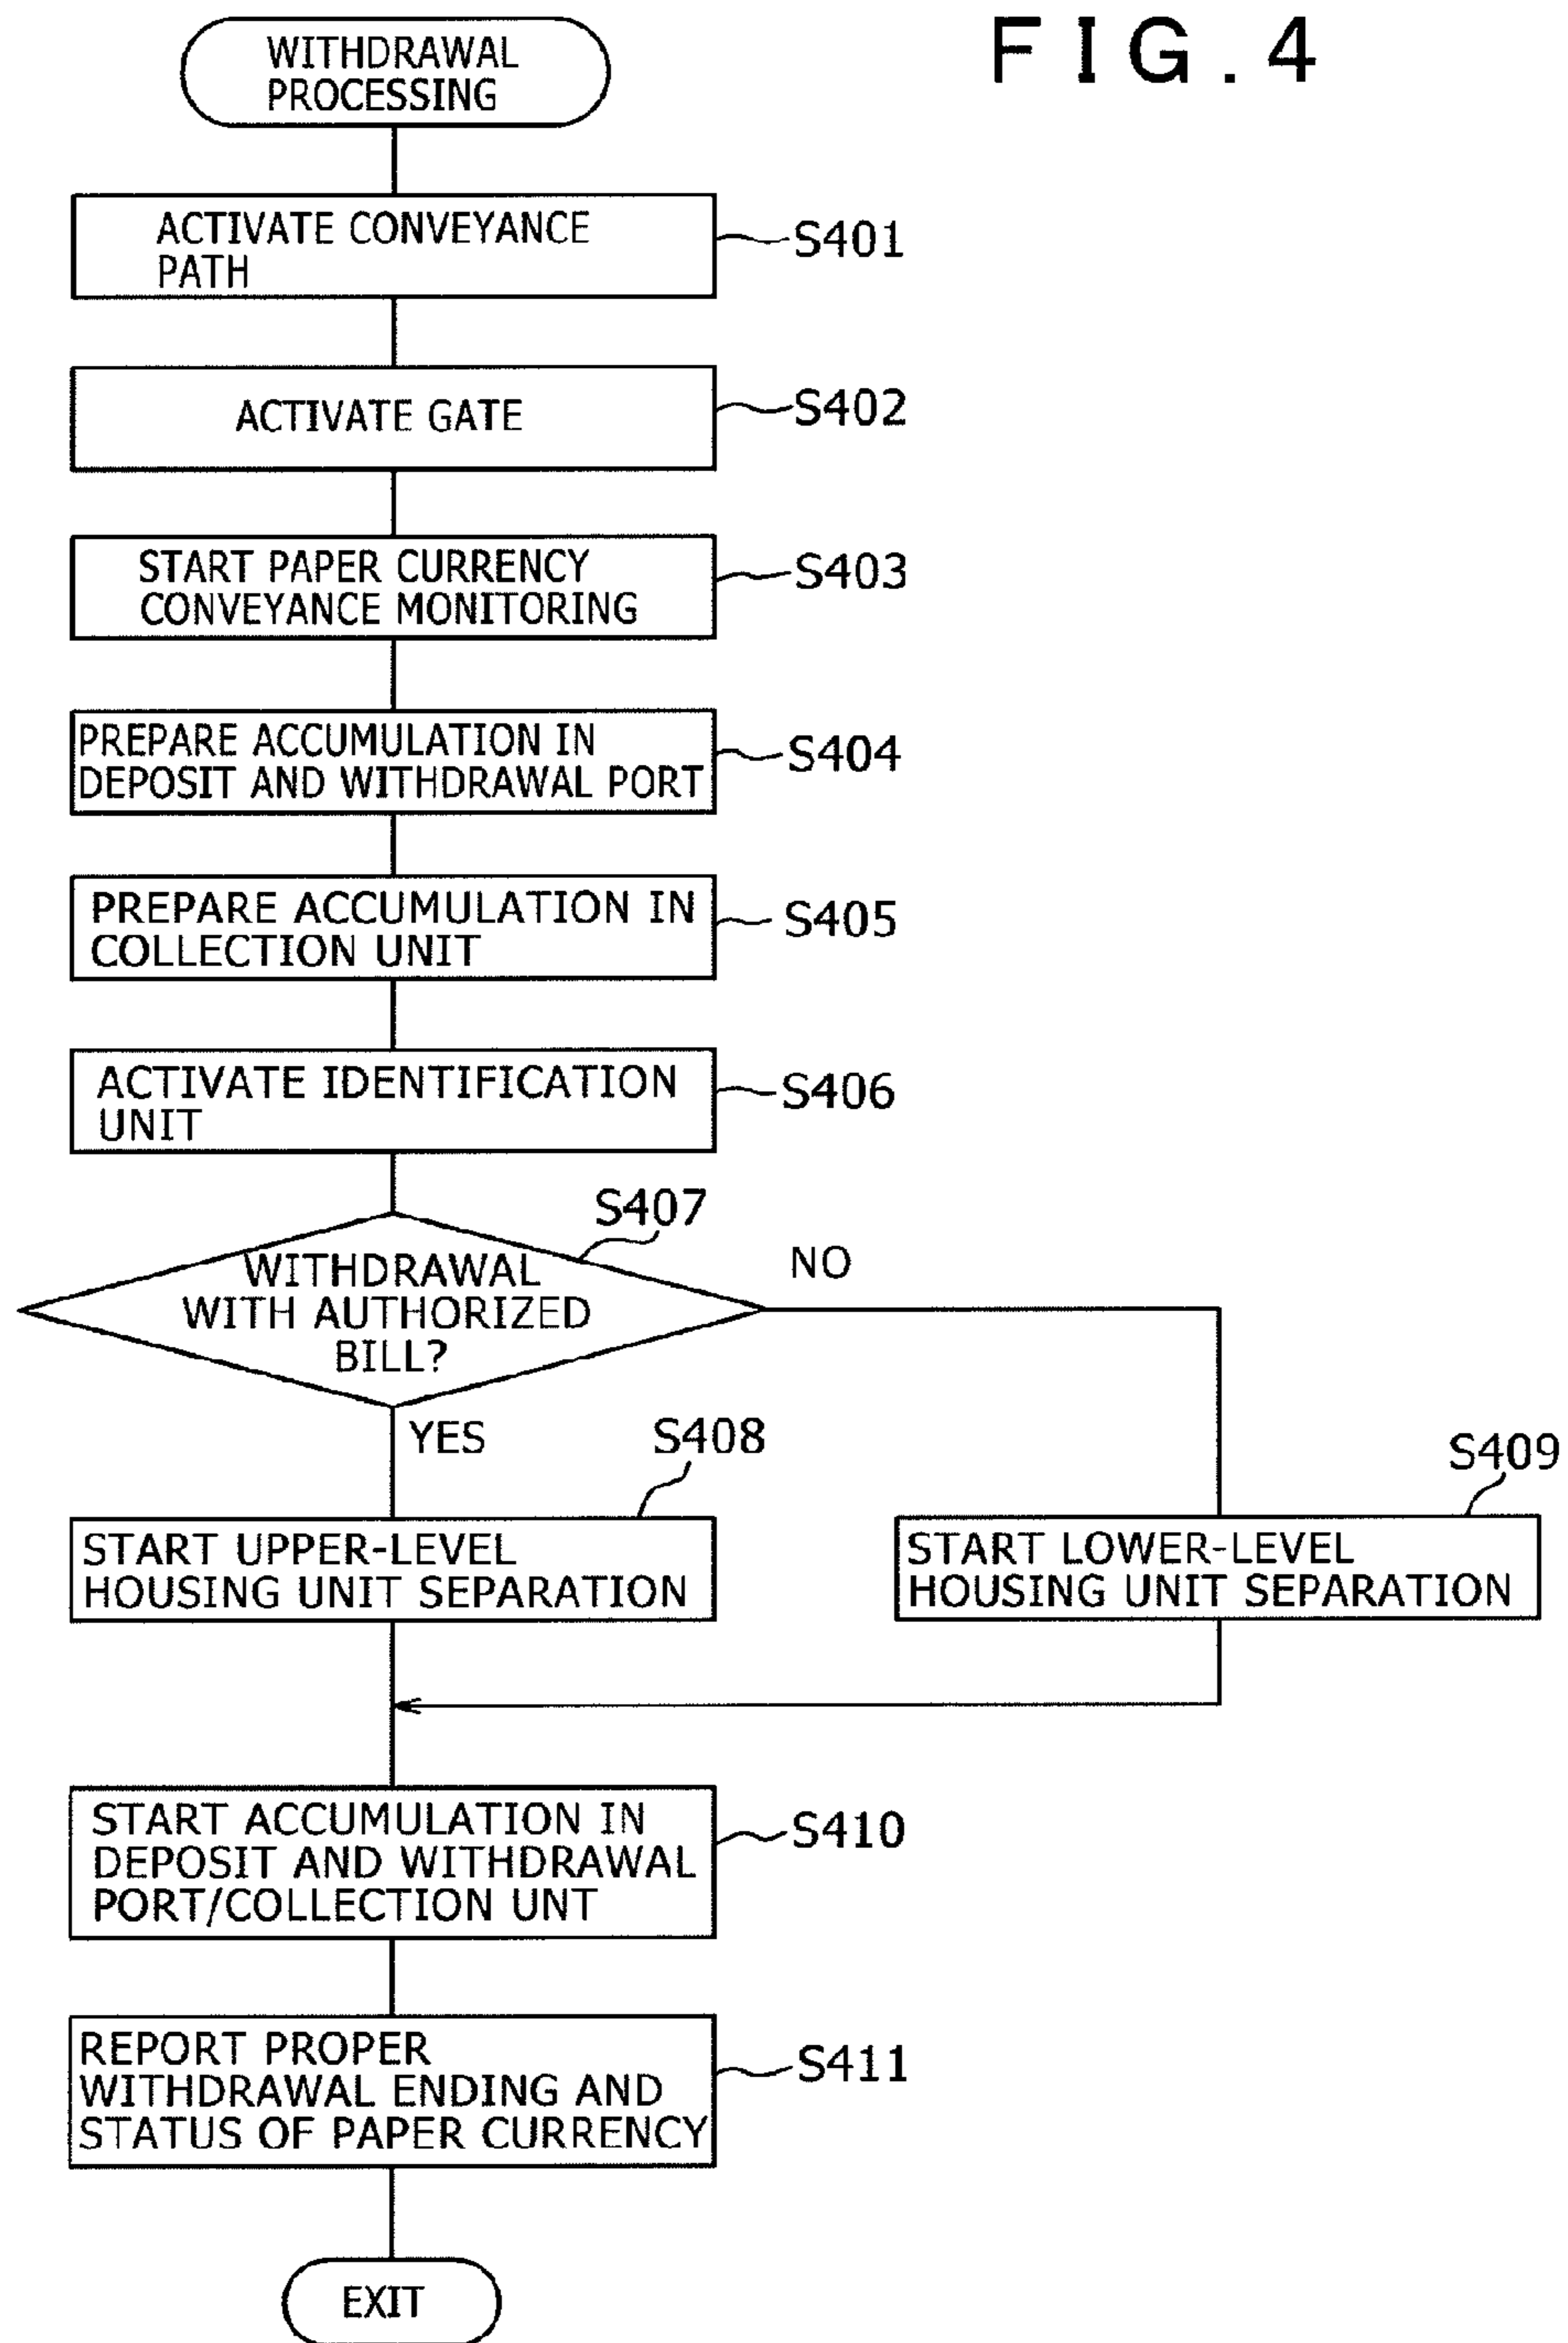 FIG.4
WITHDRAWAL
PROCESSING
ACTIVATE CONVEYANCE
PATH
S401
ACTIVATE GATE
S402
START PAPER CURRENCY
CONVEYANCE MONITORING
S403
PREPARE ACCUMULATION IN
DEPOSIT AND WITHDRAWAL PORT
S404
PREPARE ACCUMULATION IN
COLLECTION UNIT
S405
ACTIVATE IDENTIFICATION
UNIT
S406
S407
WITHDRAWAL
WITH AUTHORIZED
BILL?
NO
YES
S408
START UPPER-LEVEL
HOUSING UNIT SEPARATION
S409
START LOWER-LEVEL
HOUSING UNIT SEPARATION
START ACCUMULATION IN
DEPOSIT AND WITHDRAWAL
PORT/COLLECTION UNT
S410
REPORT PROPER
WITHDRAWAL ENDING AND
STATUS OF PAPER CURRENCY
S411
EXIT